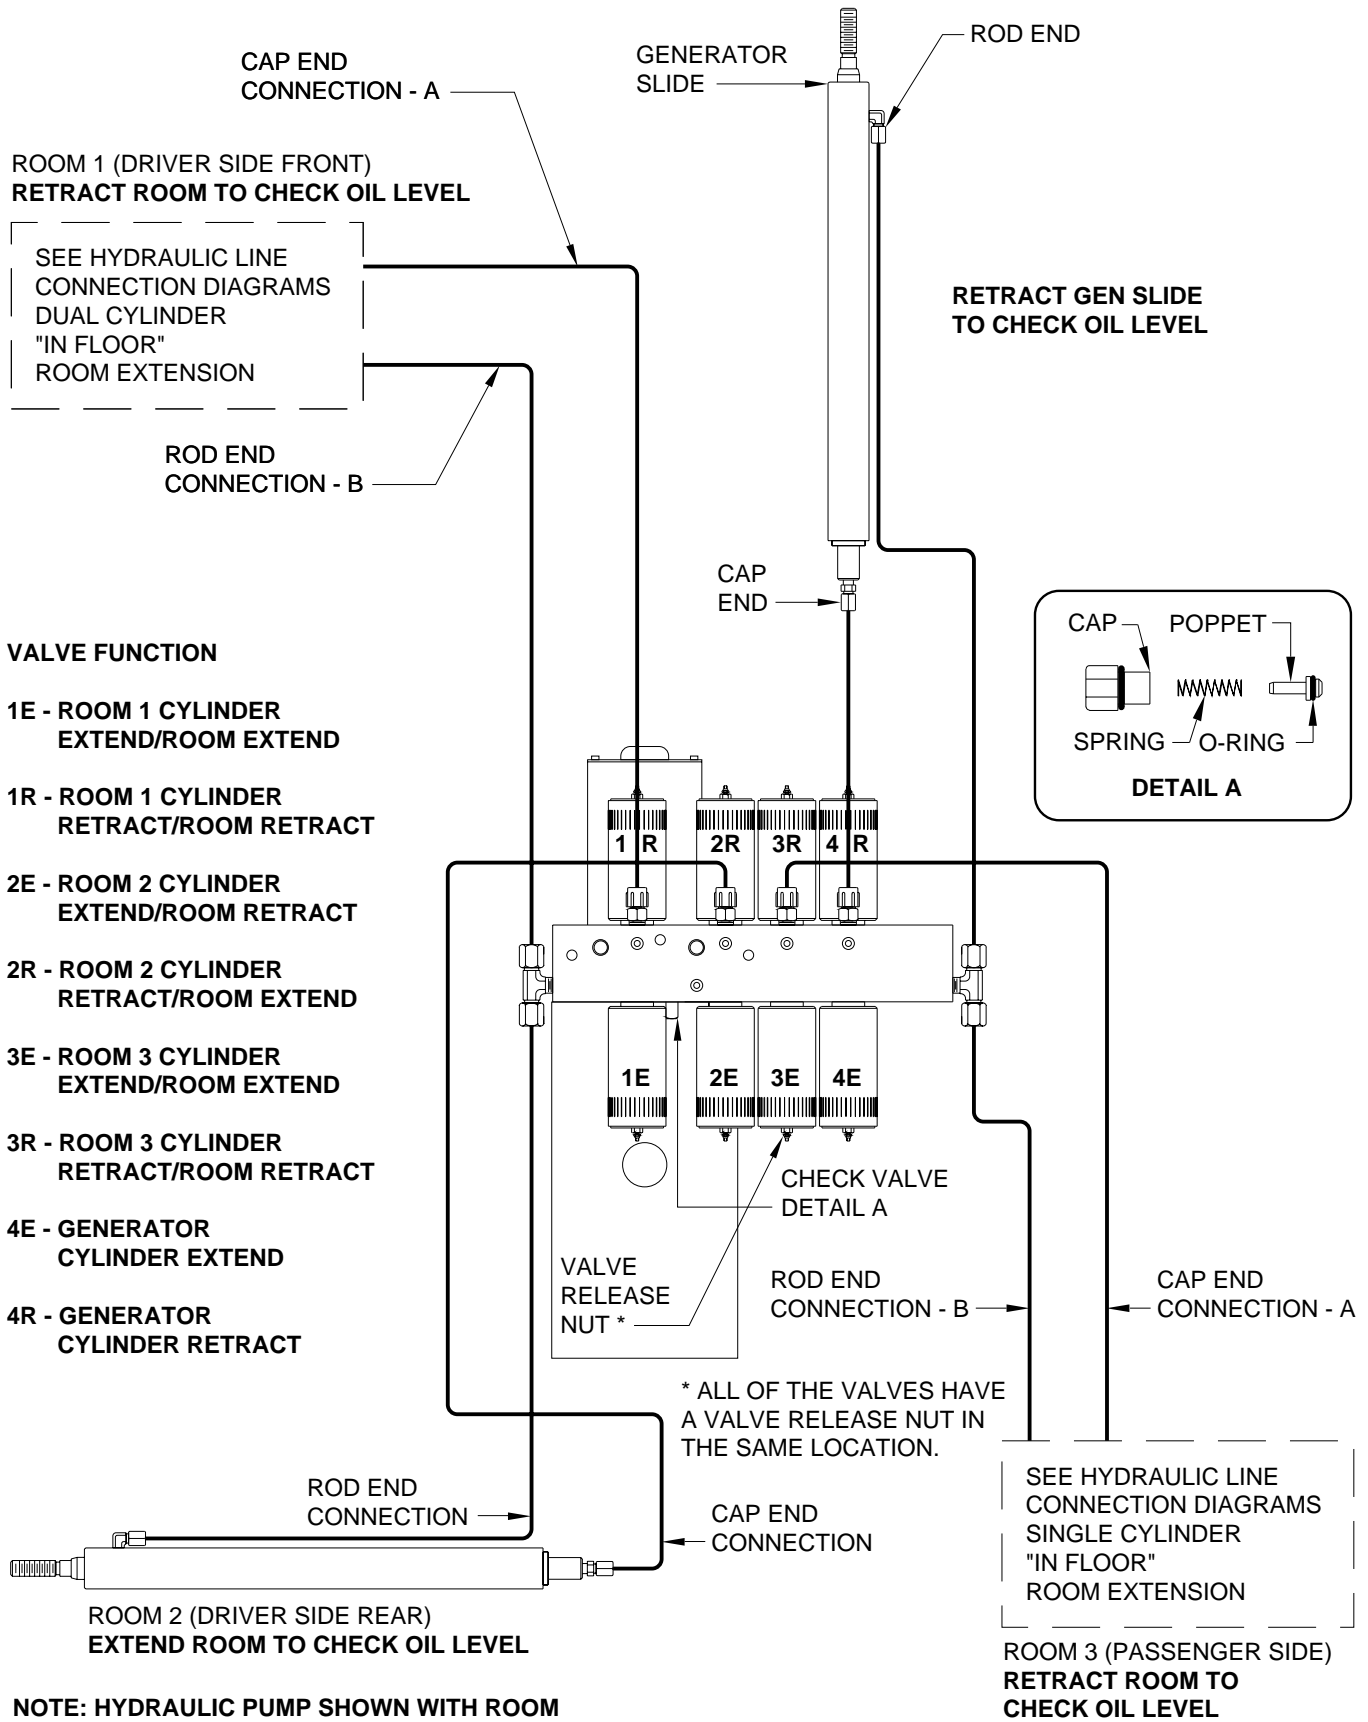 CAP END
CONNECTION - A
GENERATOR
SLIDE
ROD END
ROOM 1 (DRIVER SIDE FRONT)
RETRACT ROOM TO CHECK OIL LEVEL
SEE HYDRAULIC LINE
CONNECTION DIAGRAMS
DUAL CYLINDER
"IN FLOOR"
ROOM EXTENSION
RETRACT GEN SLIDE
TO CHECK OIL LEVEL
ROD END
CONNECTION - B
CAP
END
CAP
POPPET
SPRING
O-RING
DETAIL A
VALVE FUNCTION
1E - ROOM 1 CYLINDER
EXTEND/ROOM EXTEND
1R - ROOM 1 CYLINDER
RETRACT/ROOM RETRACT
2E - ROOM 2 CYLINDER
EXTEND/ROOM RETRACT
2R - ROOM 2 CYLINDER
RETRACT/ROOM EXTEND
3E - ROOM 3 CYLINDER
EXTEND/ROOM EXTEND
3R - ROOM 3 CYLINDER
RETRACT/ROOM RETRACT
4E - GENERATOR
CYLINDER EXTEND
4R - GENERATOR
CYLINDER RETRACT
1 R
2R
3R
4 R
1E
2E
3E
4E
CHECK VALVE
DETAIL A
VALVE
RELEASE
NUT *
ROD END
CONNECTION - B
CAP END
CONNECTION - A
* ALL OF THE VALVES HAVE
A VALVE RELEASE NUT IN
THE SAME LOCATION.
ROD END
CONNECTION
CAP END
CONNECTION
SEE HYDRAULIC LINE
CONNECTION DIAGRAMS
SINGLE CYLINDER
"IN FLOOR"
ROOM EXTENSION
ROOM 2 (DRIVER SIDE REAR)
EXTEND ROOM TO CHECK OIL LEVEL
ROOM 3 (PASSENGER SIDE)
RETRACT ROOM TO
CHECK OIL LEVEL
NOTE: HYDRAULIC PUMP SHOWN WITH ROOM